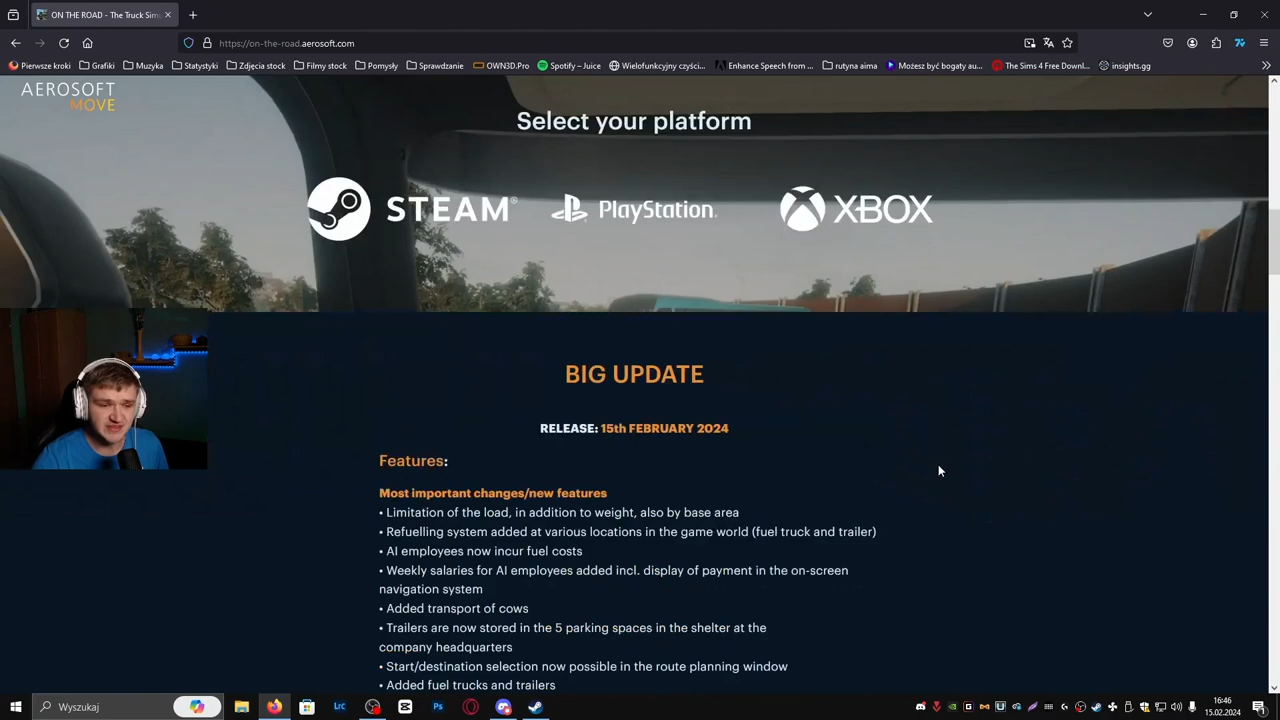 ON THE ROAD - The Truck Simu
https://on-the-road.aerosoft.com
Pierwsze kroki
Grafiki
Muzyka
Statystyki
Zdjęcia stock
Filmy stock
Pomysły
Sprawdzanie
OWN3D.Pro
Spotify – Juice
Wielofunkcyjny części...
Enhance Speech from ...
rutyna aima
Możesz być bogaty au...
The Sims 4 Free Downl...
insights.gg
AEROSOFT
MOVE
Select your platform
STEAM®
PlayStation.
XBOX
BIG UPDATE
RELEASE: 15th FEBRUARY 2024
Features:
Most important changes/new features
• Limitation of the load, in addition to weight, also by base area
• Refuelling system added at various locations in the game world (fuel truck and trailer)
• AI employees now incur fuel costs
• Weekly salaries for AI employees added incl. display of payment in the on-screen
navigation system
• Added transport of cows
• Trailers are now stored in the 5 parking spaces in the shelter at the
company headquarters
• Start/destination selection now possible in the route planning window
• Added fuel trucks and trailers
Wyszukaj
LrC
Ps
16:46
15.02.2024